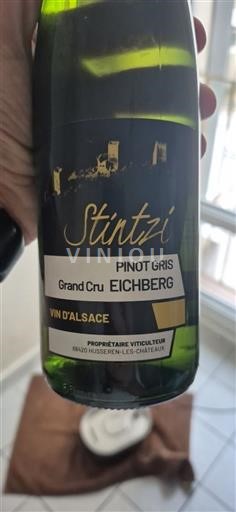 Stintzi
VINIOU
PINOT GRIS
Grand Cru EICHBERG
VIN D'ALSACE
PROPRIÉTAIRE VITICULTEUR
68420 HUSSEREN-LES-CHÂTEAUX